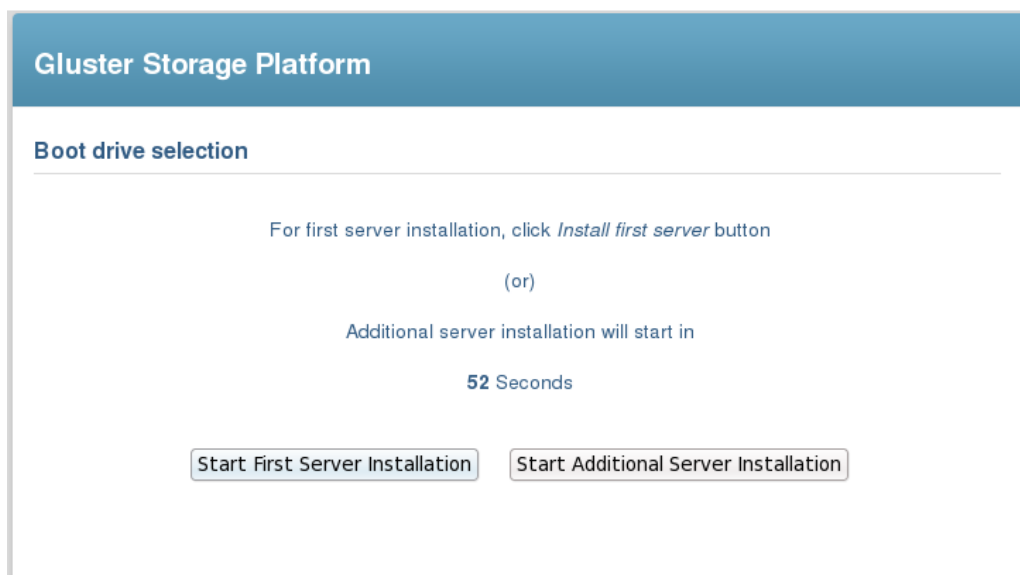 Gluster Storage Platform
Boot drive selection
For first server installation, click Install first server button
(or)
Additional server installation will start in
52 Seconds
Start First Server Installation
Start Additional Server Installation